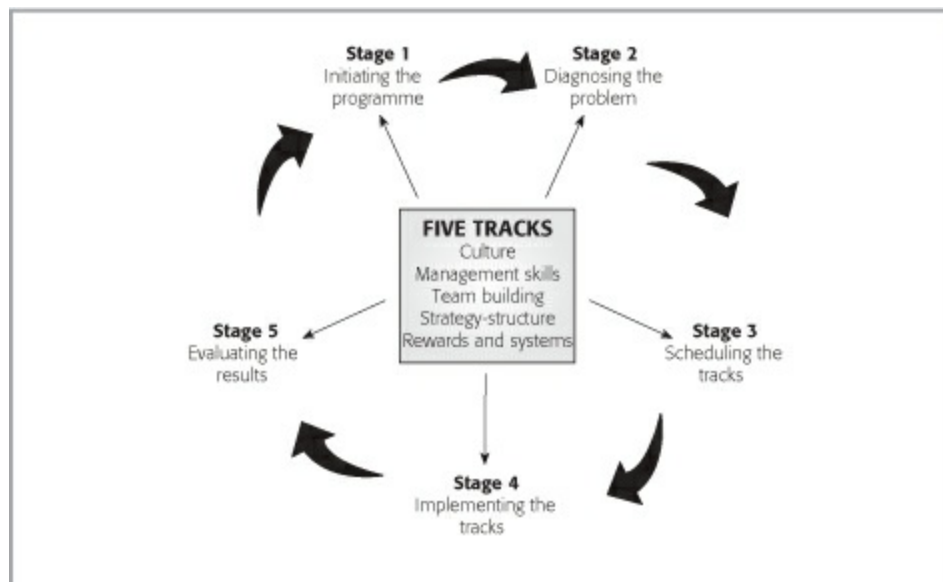 Stage 1
Initiating the
programme
Stage 2
Diagnosing the
problem
FIVE TRACKS
Culture
Management skills
Team building
Strategy-structure
Rewards and systems
Stage 5
Evaluating the
results
Stage 3
Scheduling the
tracks
Stage 4
Implementing the
tracks